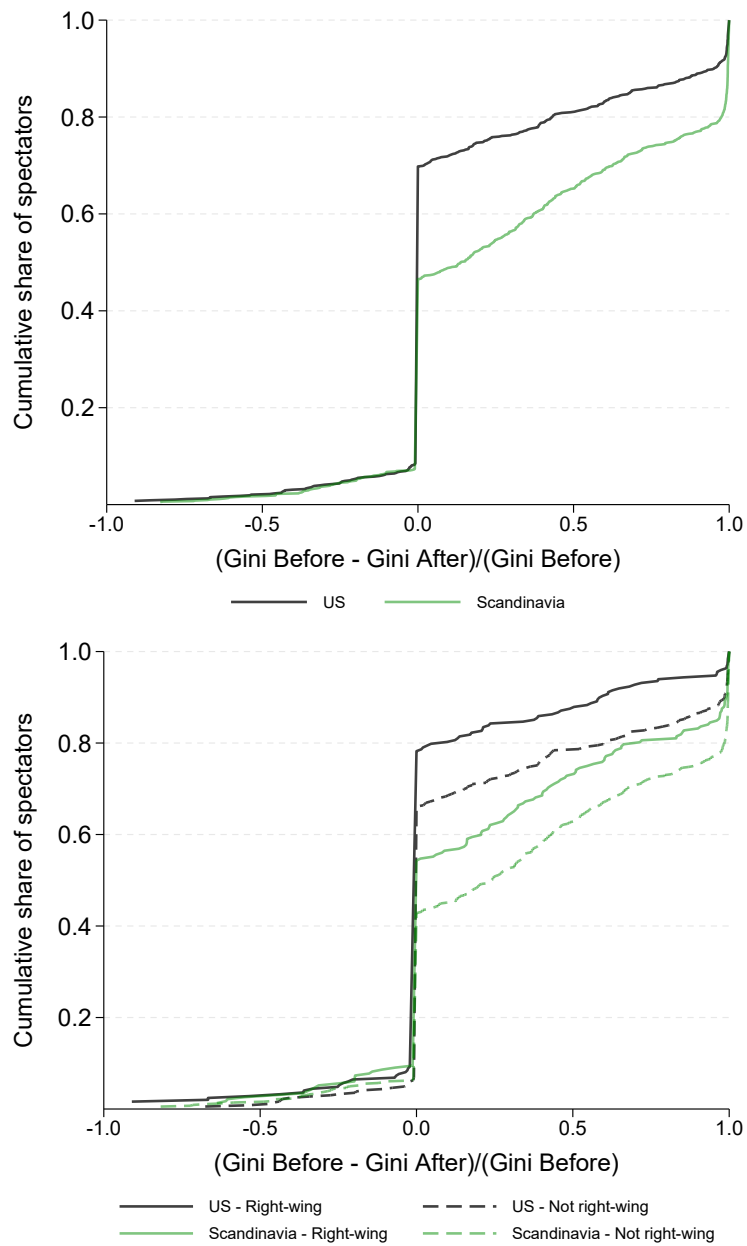 1.0
0.8
0.6
0.4
0.2
Cumulative share of spectators
-1.0 -0.5 0.0 0.5 1.0
(Gini Before - Gini After)/(Gini Before)
US Scandinavia
1.0
0.8
0.6
0.4
0.2
Cumulative share of spectators
-1.0 -0.5 0.0 0.5 1.0
(Gini Before - Gini After)/(Gini Before)
US - Right-wing US - Not right-wing
Scandinavia - Right-wing Scandinavia - Not right-wing